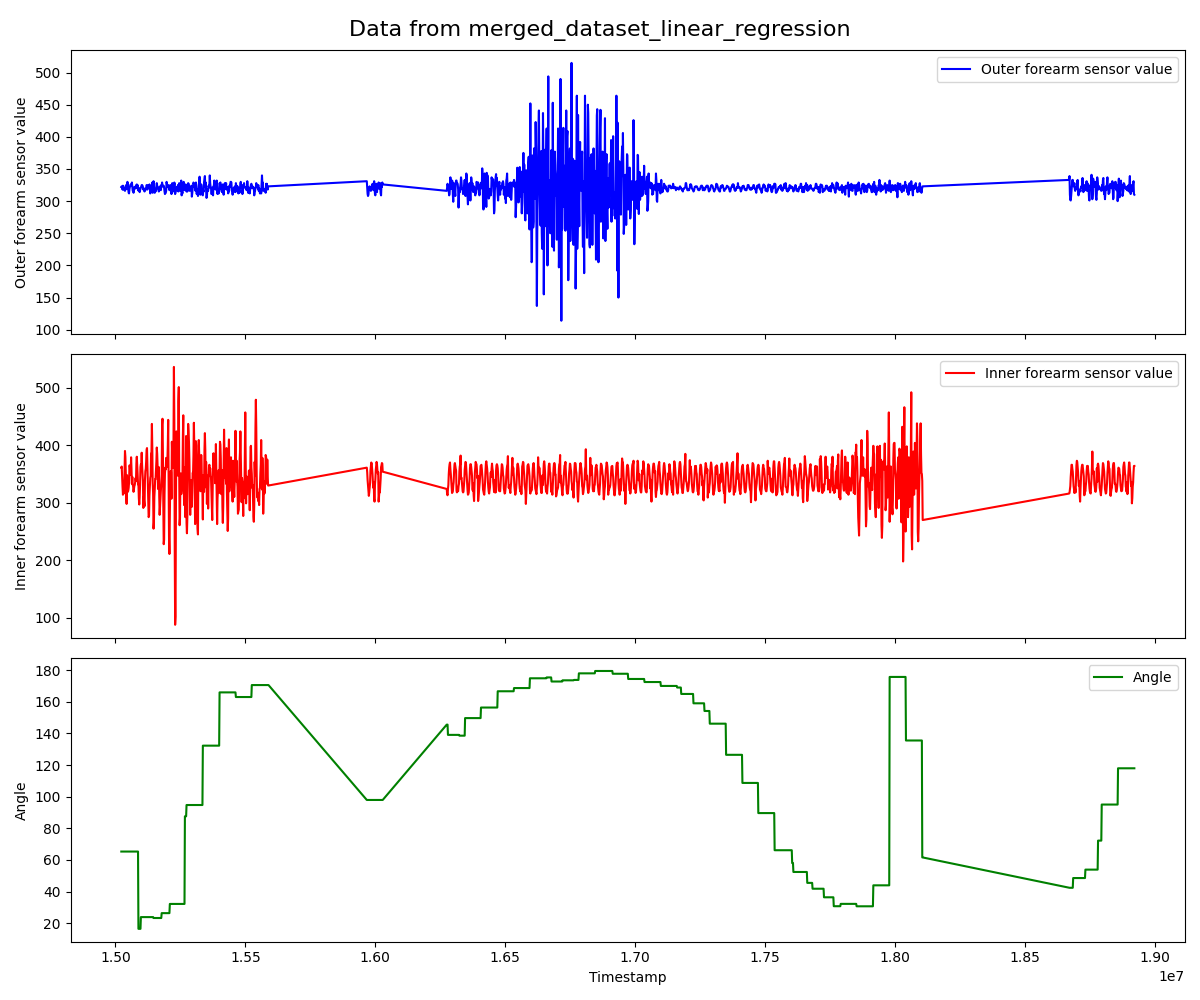 Data from merged_dataset_linear_regression
Outer forearm sensor value
Outer forearm sensor value
500
450
400
350
300
250
200
150
100
Inner forearm sensor value
Inner forearm sensor value
500
400
300
200
100
Angle
Angle
180
160
140
120
100
80
60
40
20
1.50 1.55 1.60 1.65 1.70 1.75 1.80 1.85 1.90
Timestamp
1e7